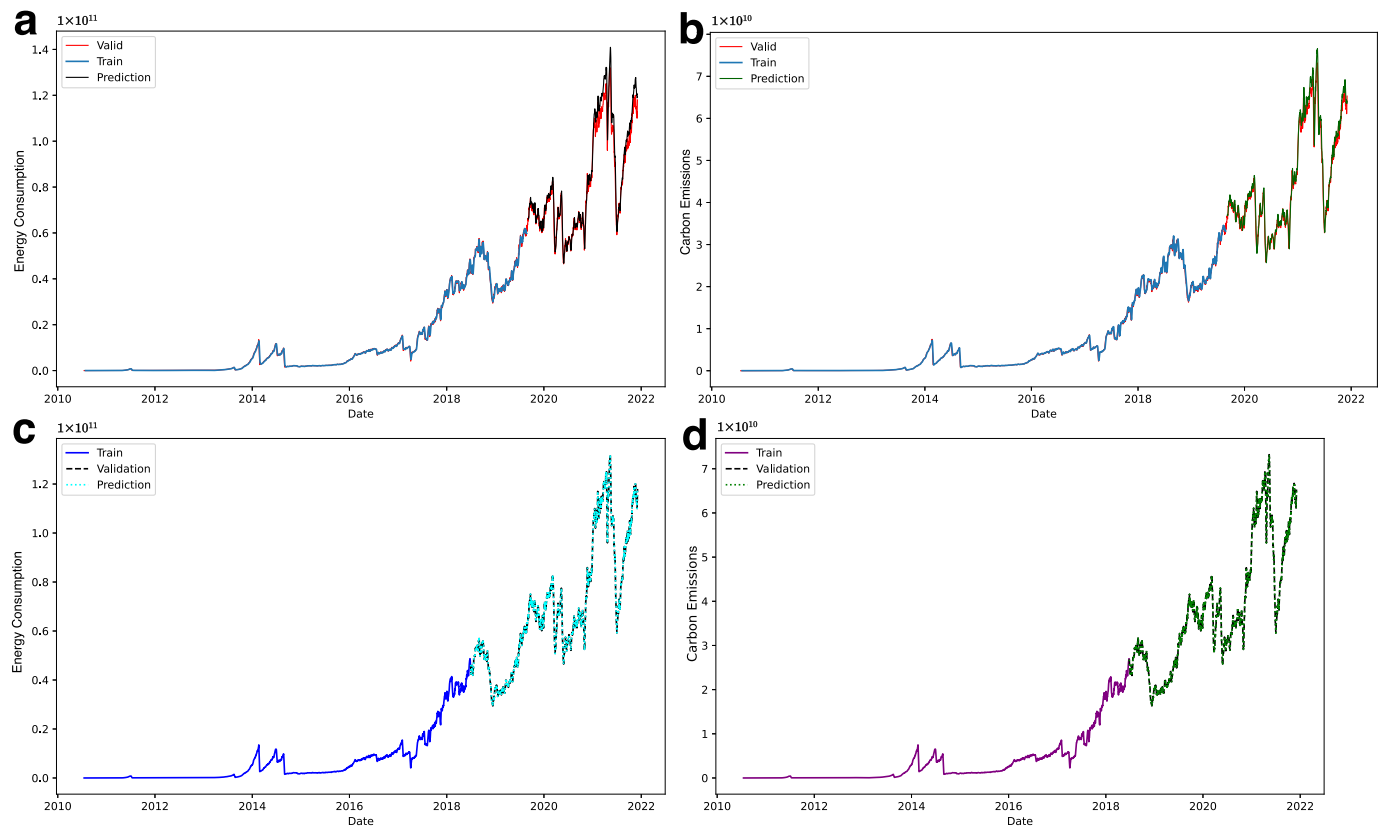 a
1×10¹¹
Valid
Train
Prediction
1.4
1.2
1.0
0.8
0.6
0.4
0.2
0.0
Energy Consumption
2010 2012 2014 2016 2018 2020 2022
Date
b
1×10¹⁰
Valid
Train
Prediction
7
6
5
4
3
2
1
0
Carbon Emissions
2010 2012 2014 2016 2018 2020 2022
Date
c
1×10¹¹
Train
Validation
Prediction
1.2
1.0
0.8
0.6
0.4
0.2
0.0
Energy Consumption
2010 2012 2014 2016 2018 2020 2022
Date
d
1×10¹⁰
Train
Validation
Prediction
7
6
5
4
3
2
1
0
Carbon Emissions
2010 2012 2014 2016 2018 2020 2022
Date